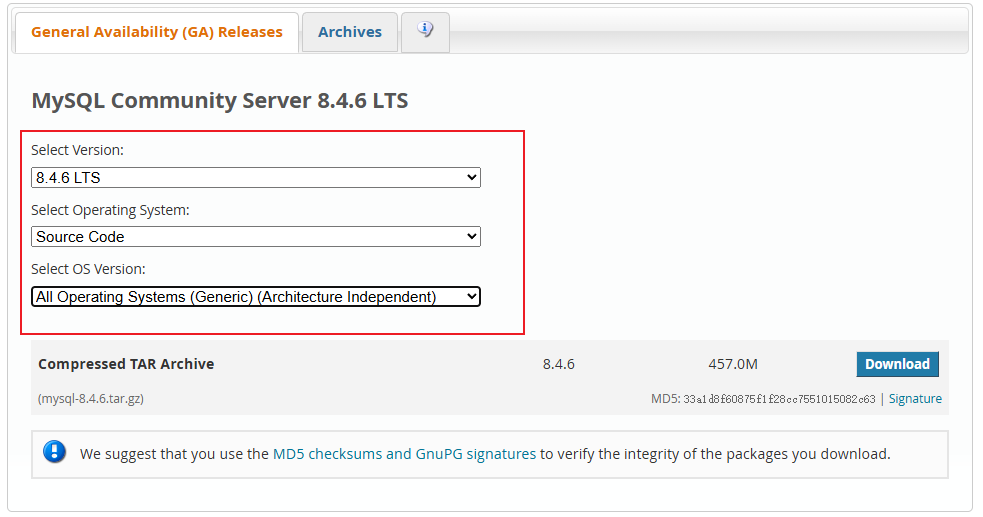 General Availability (GA) Releases
Archives
MySQL Community Server 8.4.6 LTS
Select Version:
8.4.6 LTS
Select Operating System:
Source Code
Select OS Version:
All Operating Systems (Generic) (Architecture Independent)
Compressed TAR Archive 8.4.6 457.0M Download
(mysql-8.4.6.tar.gz) MD5: 33a1d8f60875f1f28cc7551015082c63 | Signature
We suggest that you use the MD5 checksums and GnuPG signatures to verify the integrity of the packages you download.